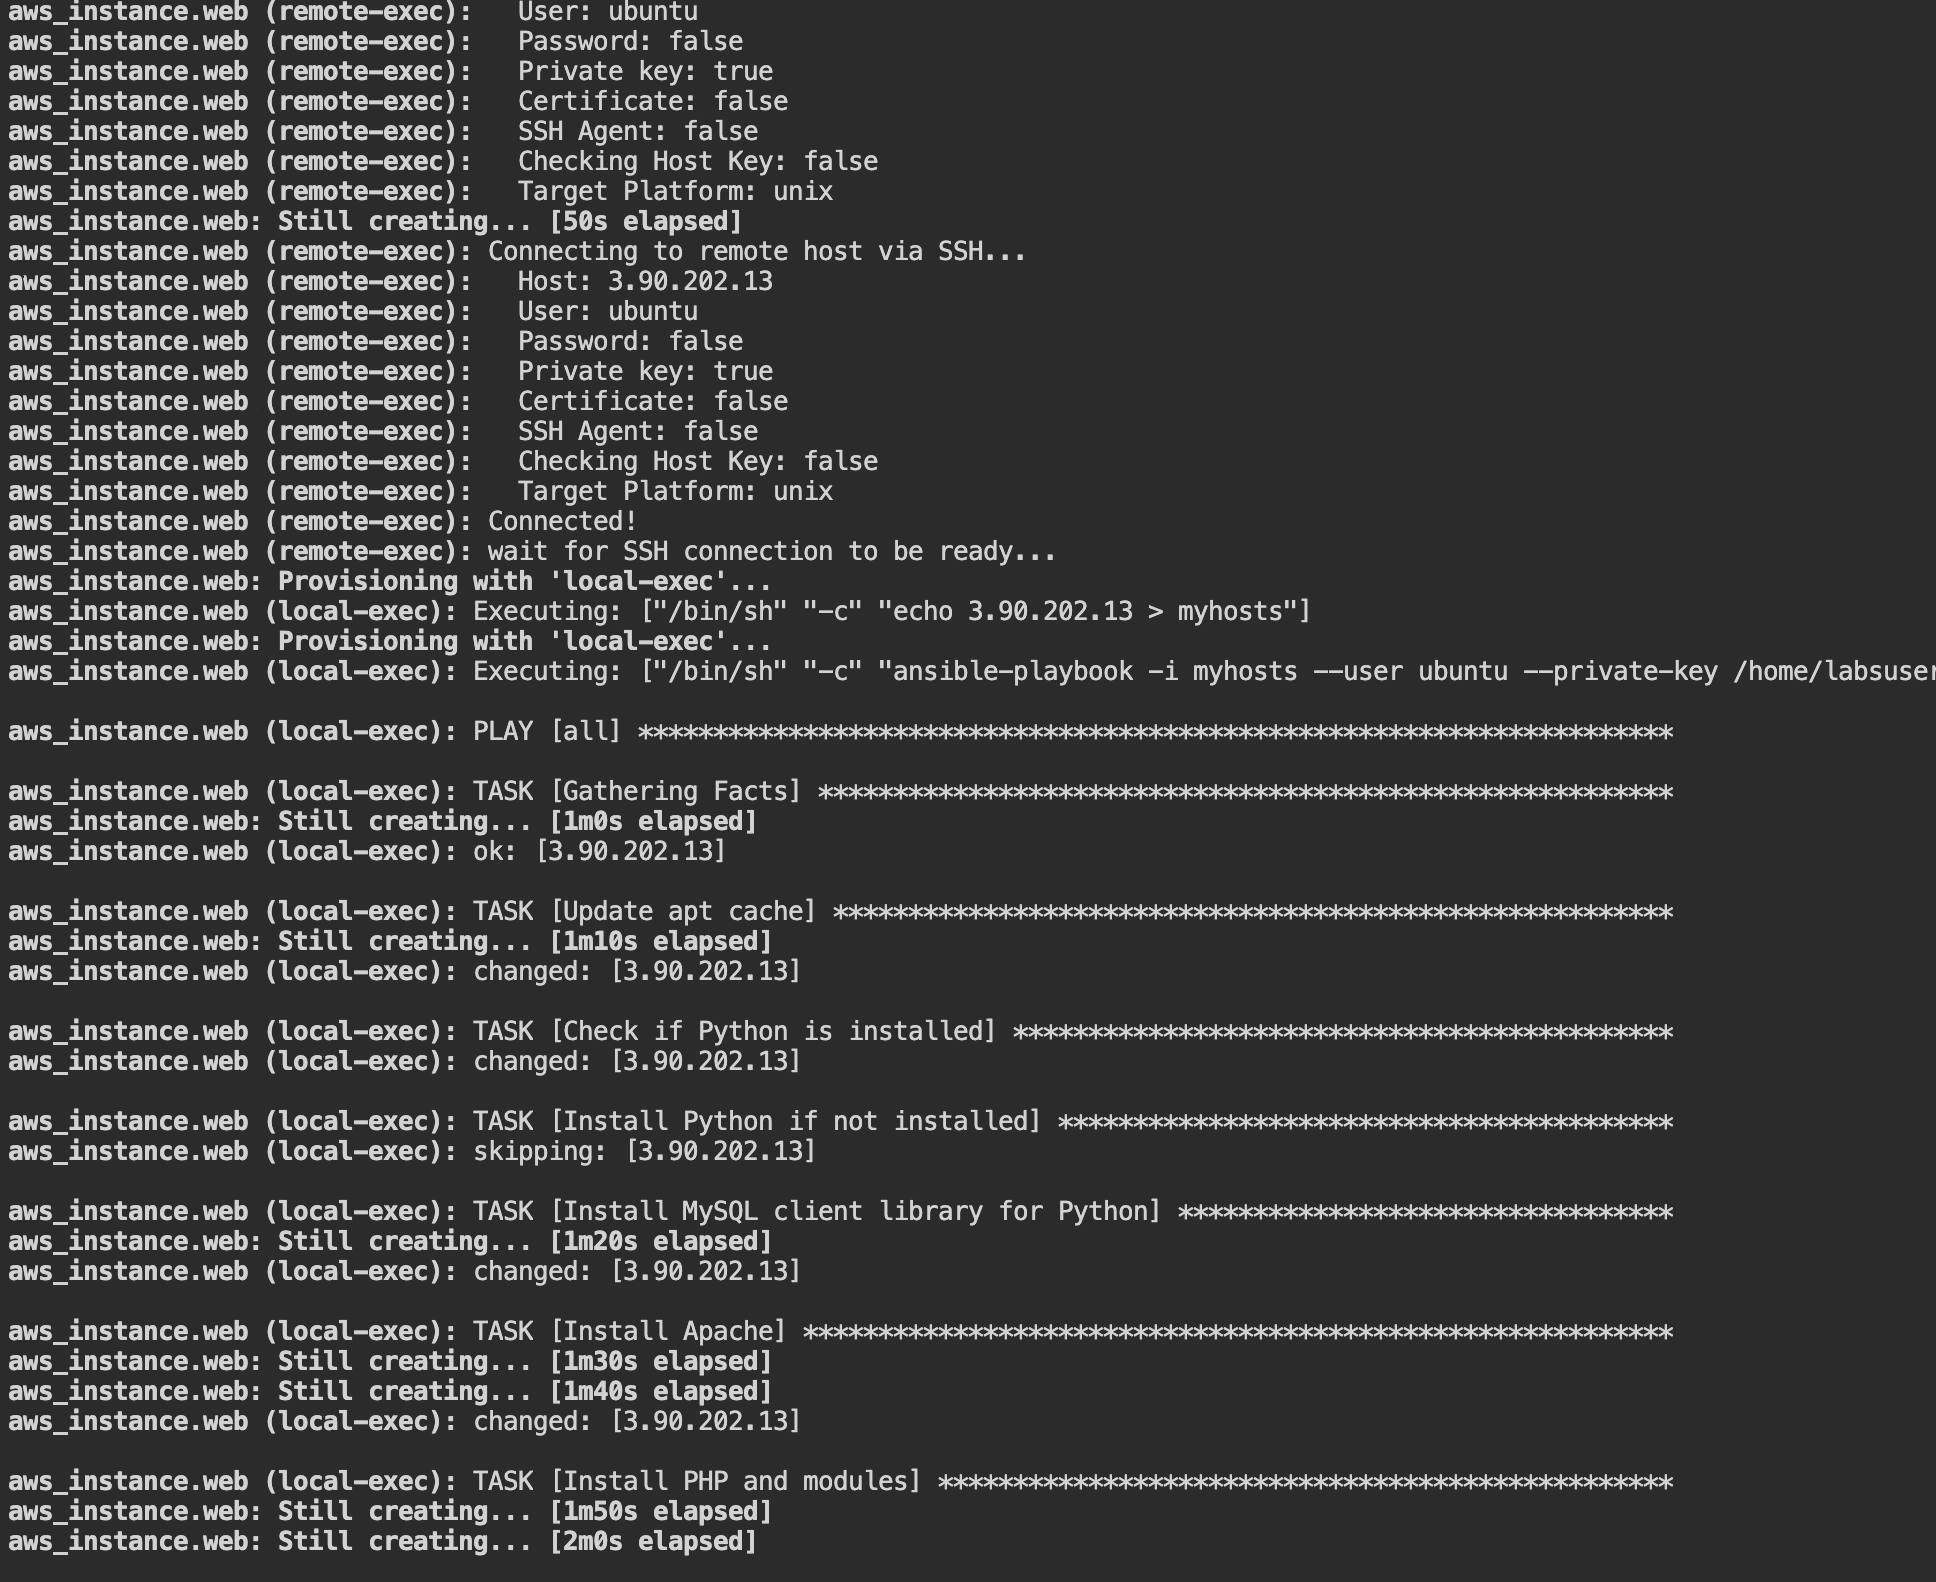 aws_instance.web (remote-exec):   User: ubuntu
aws_instance.web (remote-exec):   Password: false
aws_instance.web (remote-exec):   Private key: true
aws_instance.web (remote-exec):   Certificate: false
aws_instance.web (remote-exec):   SSH Agent: false
aws_instance.web (remote-exec):   Checking Host Key: false
aws_instance.web (remote-exec):   Target Platform: unix
aws_instance.web: Still creating... [50s elapsed]
aws_instance.web (remote-exec): Connecting to remote host via SSH...
aws_instance.web (remote-exec):   Host: 3.90.202.13
aws_instance.web (remote-exec):   User: ubuntu
aws_instance.web (remote-exec):   Password: false
aws_instance.web (remote-exec):   Private key: true
aws_instance.web (remote-exec):   Certificate: false
aws_instance.web (remote-exec):   SSH Agent: false
aws_instance.web (remote-exec):   Checking Host Key: false
aws_instance.web (remote-exec):   Target Platform: unix
aws_instance.web (remote-exec): Connected!
aws_instance.web (remote-exec): wait for SSH connection to be ready...
aws_instance.web: Provisioning with 'local-exec'...
aws_instance.web (local-exec): Executing: ["/bin/sh" "-c" "echo 3.90.202.13 > myhosts"]
aws_instance.web: Provisioning with 'local-exec'...
aws_instance.web (local-exec): Executing: ["/bin/sh" "-c" "ansible-playbook -i myhosts --user ubuntu --private-key /home/labsuser
aws_instance.web (local-exec): PLAY [all] *********************************************************************
aws_instance.web (local-exec): TASK [Gathering Facts] *********************************************************
aws_instance.web: Still creating... [1m0s elapsed]
aws_instance.web (local-exec): ok: [3.90.202.13]
aws_instance.web (local-exec): TASK [Update apt cache] ********************************************************
aws_instance.web: Still creating... [1m10s elapsed]
aws_instance.web (local-exec): changed: [3.90.202.13]
aws_instance.web (local-exec): TASK [Check if Python is installed] ********************************************
aws_instance.web (local-exec): changed: [3.90.202.13]
aws_instance.web (local-exec): TASK [Install Python if not installed] *****************************************
aws_instance.web (local-exec): skipping: [3.90.202.13]
aws_instance.web (local-exec): TASK [Install MySQL client library for Python] *********************************
aws_instance.web: Still creating... [1m20s elapsed]
aws_instance.web (local-exec): changed: [3.90.202.13]
aws_instance.web (local-exec): TASK [Install Apache] **********************************************************
aws_instance.web: Still creating... [1m30s elapsed]
aws_instance.web: Still creating... [1m40s elapsed]
aws_instance.web (local-exec): changed: [3.90.202.13]
aws_instance.web (local-exec): TASK [Install PHP and modules] *************************************************
aws_instance.web: Still creating... [1m50s elapsed]
aws_instance.web: Still creating... [2m0s elapsed]